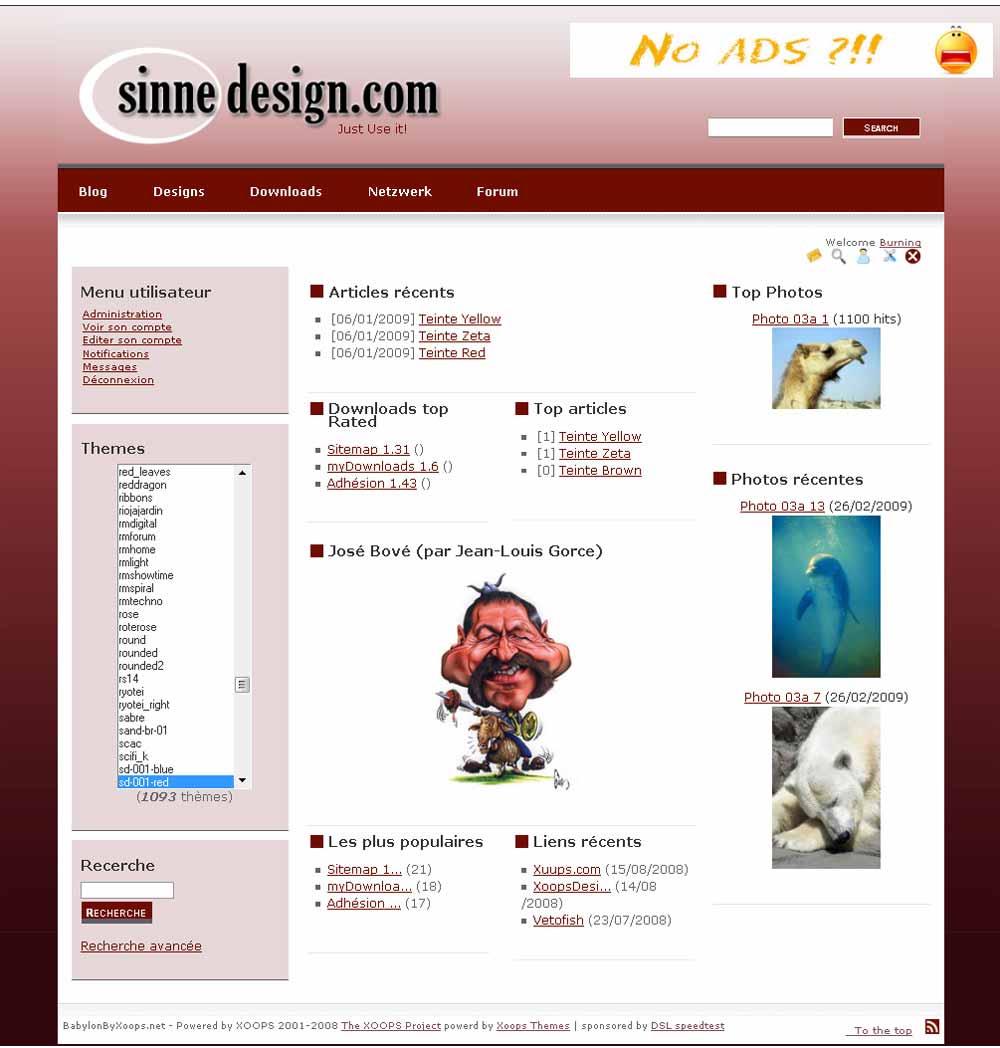 No ads ?!!
sinne design.com
Just Use it!
Search
Blog Designs Downloads Netzwerk Forum
Welcome Burning
Menu utilisateur
Administration
Voir son compte
Editer son compte
Notifications
Messages
Déconnexion
Themes
red_leaves
reddragon
ribbons
riojajardin
rmdigital
rmforum
rmhome
rmlight
rmshowtime
rmspiral
rmtechno
rose
roterose
round
rounded
rounded2
rs14
ryotei
ryotei_right
sabre
sand-br-01
scac
scifi_k
sd-001-blue
sd-001-red
(1093 thèmes)
Recerche
Recherche
Recherche avancée
Articles récents
[06/01/2009] Teinte Yellow
[06/01/2009] Teinte Zeta
[06/01/2009] Teinte Red
Downloads top
Rated
Sitemap 1.31 ()
myDownloads 1.6 ()
Adhésion 1.43 ()
Top articles
[1] Teinte Yellow
[1] Teinte Zeta
[0] Teinte Brown
José Bové (par Jean-Louis Gorce)
Les plus populaires
Sitemap 1... (21)
myDownloa... (18)
Adhésion ... (17)
Liens récents
Xuups.com (15/08/2008)
XoopsDesi... (14/08
/2008)
Vetofish (23/07/2008)
Top Photos
Photo 03a 1 (1100 hits)
Photos récentes
Photo 03a 13 (26/02/2009)
Photo 03a 7 (26/02/2009)
BabylonByXoops.net - Powered by XOOPS 2001-2008 The XOOPS Project powerd by Xoops Themes | sponsored by DSL speedtest
To the top